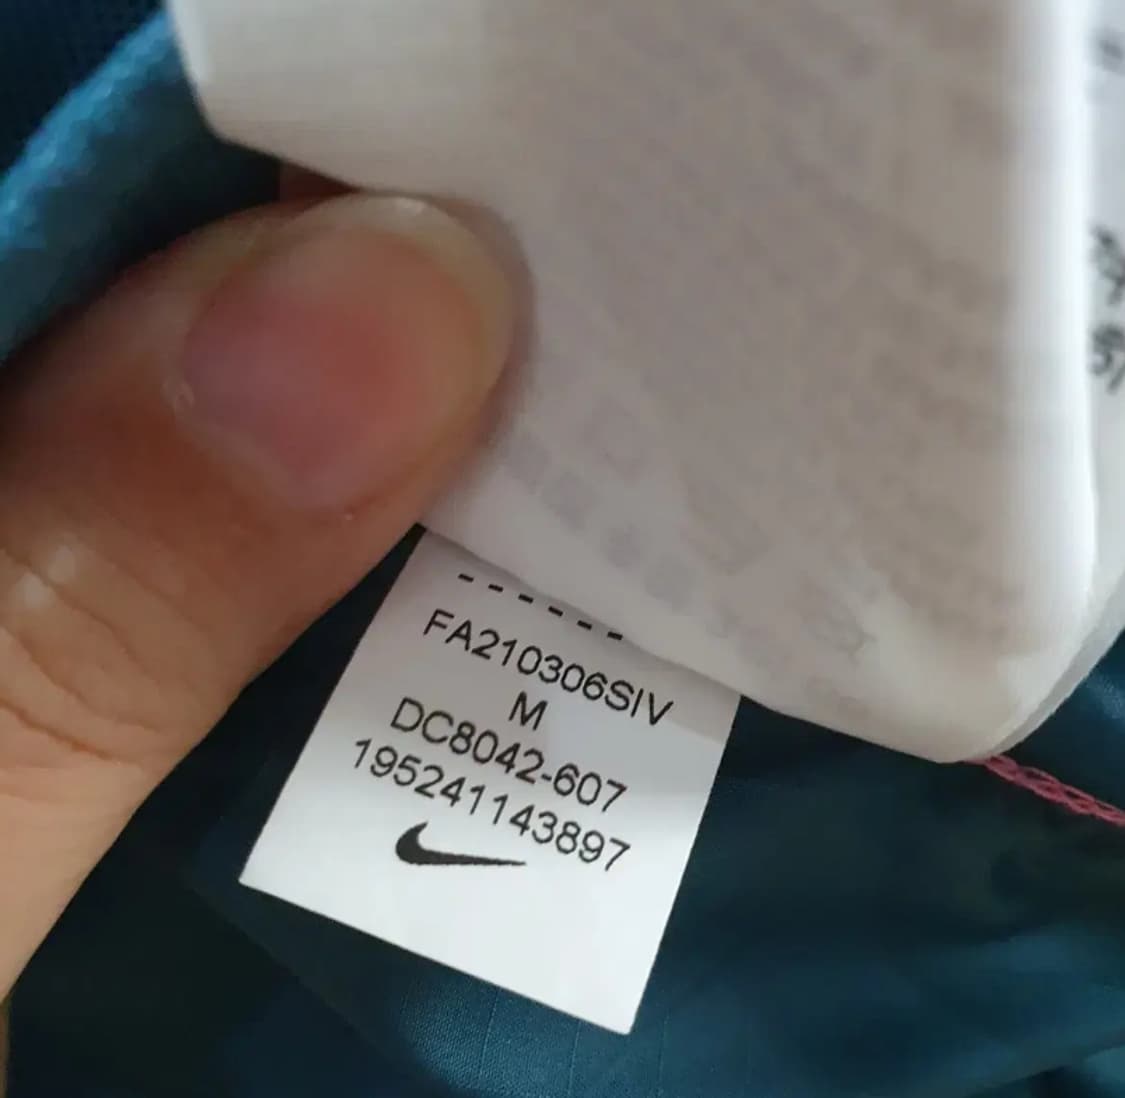 ------
FA210306SIV
M
DC8042-607
195241143897